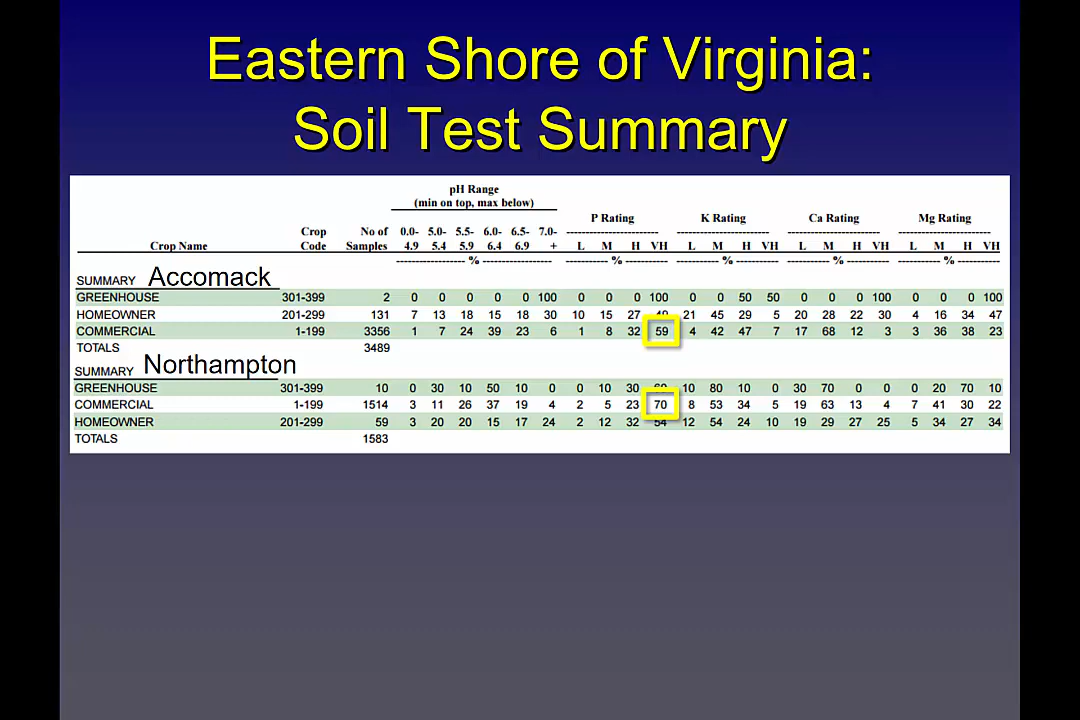 Eastern Shore of Virginia:
Soil Test Summary
pH Range
(min on top, max below)
P Rating K Rating Ca Rating Mg Rating
Crop No of 0.0- 5.0- 5.5- 6.0- 6.5- 7.0-
Crop Name Code Samples 4.9 5.4 5.9 6.4 6.9 + L M H VH L M H VH L M H VH L M H VH
% % % % %
SUMMARY Accomack
GREENHOUSE 301-399 2 0 0 0 0 0 100 0 0 0 100 0 0 50 50 0 0 0 100 0 0 0 100
HOMEOWNER 201-299 131 7 13 18 15 18 30 10 15 27 21 45 29 5 20 28 22 30 4 16 34 47
COMMERCIAL 1-199 3356 1 7 24 39 23 6 1 8 32 59 4 42 47 7 17 68 12 3 3 36 38 23
TOTALS 3489
SUMMARY Northampton
GREENHOUSE 301-399 10 0 30 10 50 10 0 0 10 30 60 10 80 10 0 30 70 0 0 0 20 70 10
COMMERCIAL 1-199 1514 3 11 26 37 19 4 2 5 23 70 8 53 34 5 19 63 13 4 7 41 30 22
HOMEOWNER 201-299 59 3 20 20 15 17 24 2 12 32 54 12 54 24 10 19 29 27 25 5 34 27 34
TOTALS 1583